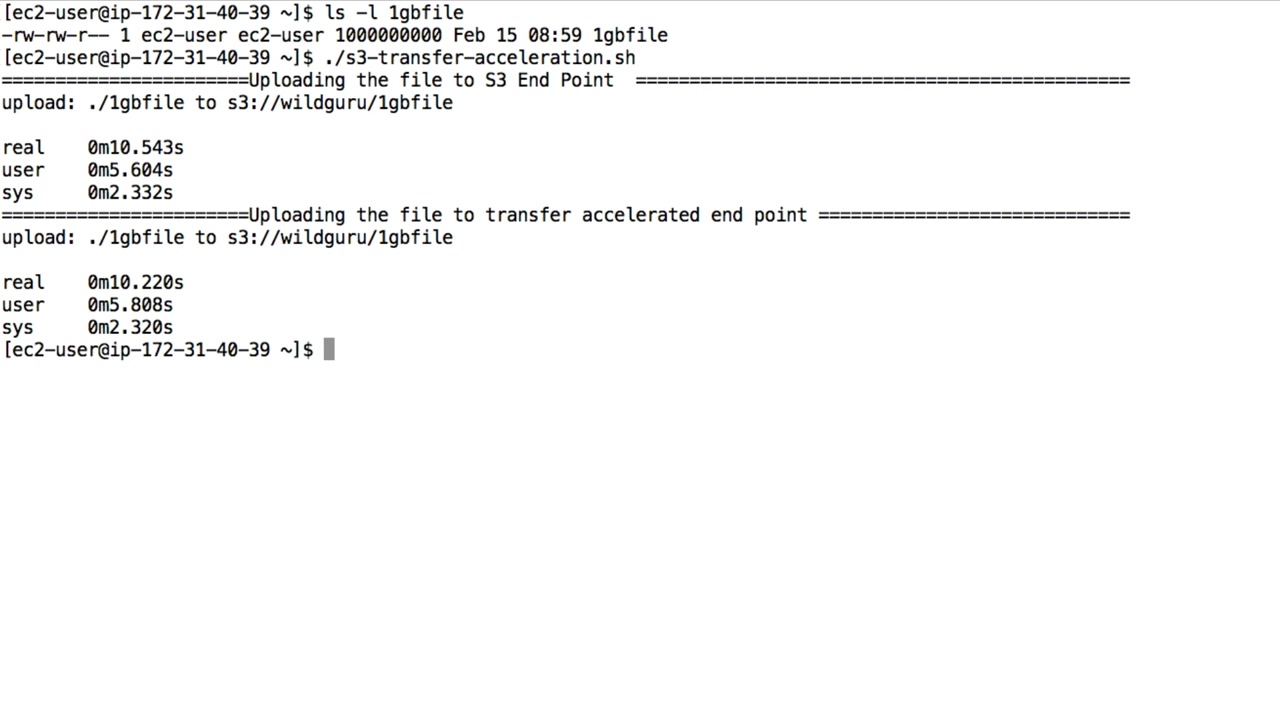 [ec2-user@ip-172-31-40-39 ~]$ ls -l 1gbfile
-rw-rw-r-- 1 ec2-user ec2-user 1000000000 Feb 15 08:59 1gbfile
[ec2-user@ip-172-31-40-39 ~]$ ./s3-transfer-acceleration.sh
=======================Uploading the file to S3 End Point  ==============================================
upload: ./1gbfile to s3://wildguru/1gbfile
real    0m10.543s
user    0m5.604s
sys     0m2.332s
=======================Uploading the file to transfer accelerated end point =============================
upload: ./1gbfile to s3://wildguru/1gbfile
real    0m10.220s
user    0m5.808s
sys     0m2.320s
[ec2-user@ip-172-31-40-39 ~]$